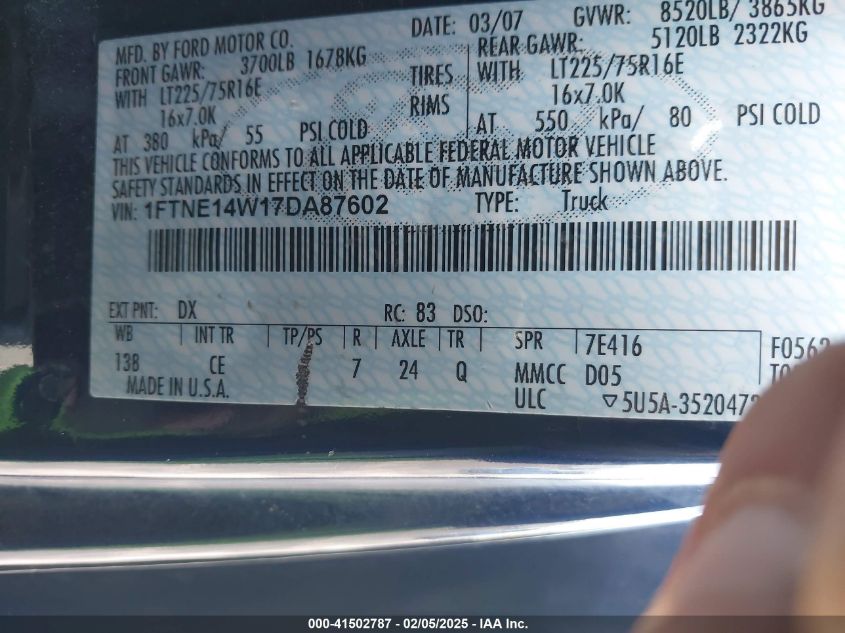 MFD. BY FORD MOTOR CO.
DATE: 03/07 GVWR: 8520LB/ 3865KG
FRONT GAWR: 3700LB 1678KG
REAR GAWR: 5120LB 2322KG
WITH LT225/75R16E TIRES WITH LT225/75R16E
16x7.0K RIMS 16x7.0K
AT 380 kPa/ 55 PSI COLD AT 550 kPa/ 80 PSI COLD
THIS VEHICLE CONFORMS TO ALL APPLICABLE FEDERAL MOTOR VEHICLE
SAFETY STANDARDS IN EFFECT ON THE DATE OF MANUFACTURE SHOWN ABOVE.
VIN: 1FTNE14W17DA87602 TYPE: Truck
EXT PNT: DX RC: 83 DSO:
WB INT TR TP/PS R AXLE TR SPR 7E416 F0562
138 CE 7 24 Q MMCC D05
MADE IN U.S.A. ULC ▽5U5A-3520472
000-41502787 - 02/05/2025 - IAA Inc.